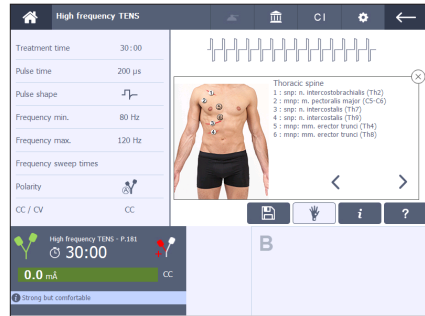 High frequency TENS
CI
Treatment time 30:00
Pulse time 200 µs
Pulse shape
Frequency min. 80 Hz
Frequency max. 120 Hz
Frequency sweep times
Polarity
CC / CV CC
Thoracic spine
1 : snp: n. intercostobrachialis (Th2)
2 : mnp: m. pectoralis major (C5-C6)
3 : snp: n. intercostalis (Th7)
4 : snp: n. intercostalis (Th9)
5 : mnp: mm. erector trunci (Th4)
6 : mnp: mm. erector trunci (Th8)
i ?
High frequency TENS - P.181
30:00
0.0 mA CC
Strong but comfortable
B